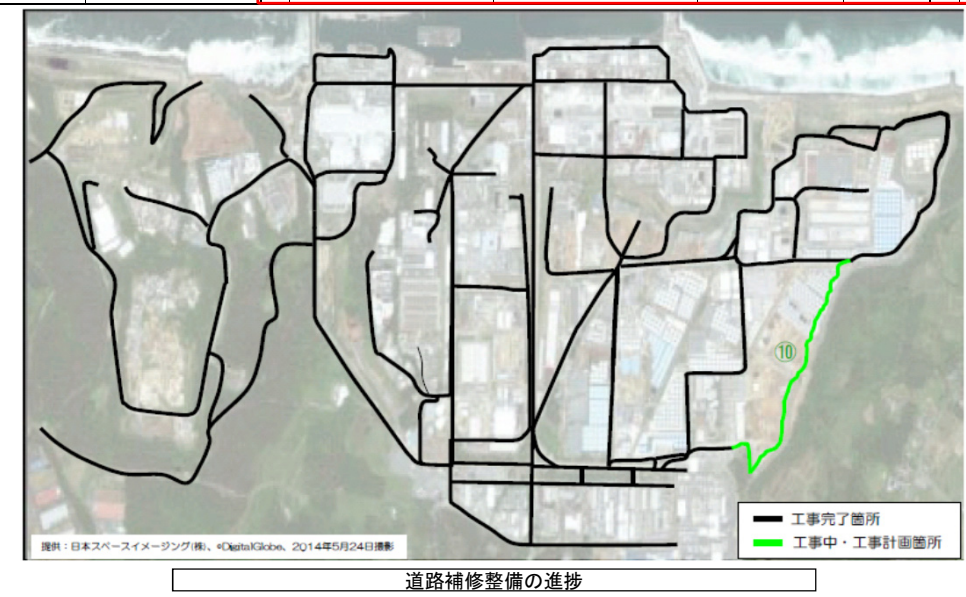 ⑩
工事完了箇所
工事中・工事計画箇所
提供：日本スペースイメージング(株)、©DigitalGlobe、2014年5月24日撮影
道路補修整備の進捗